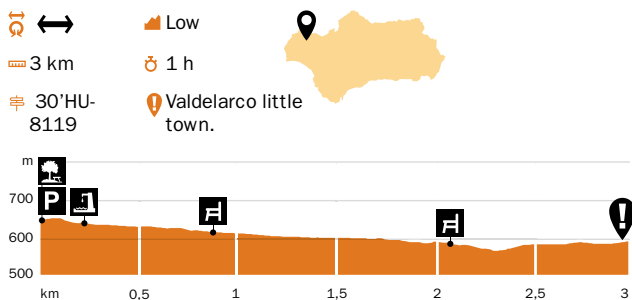 Low
3 km
1 h
30'HU-
8119
Valdelarco little
town.
m
P
700
600
500
km
0,5
1
1,5
2
2,5
3